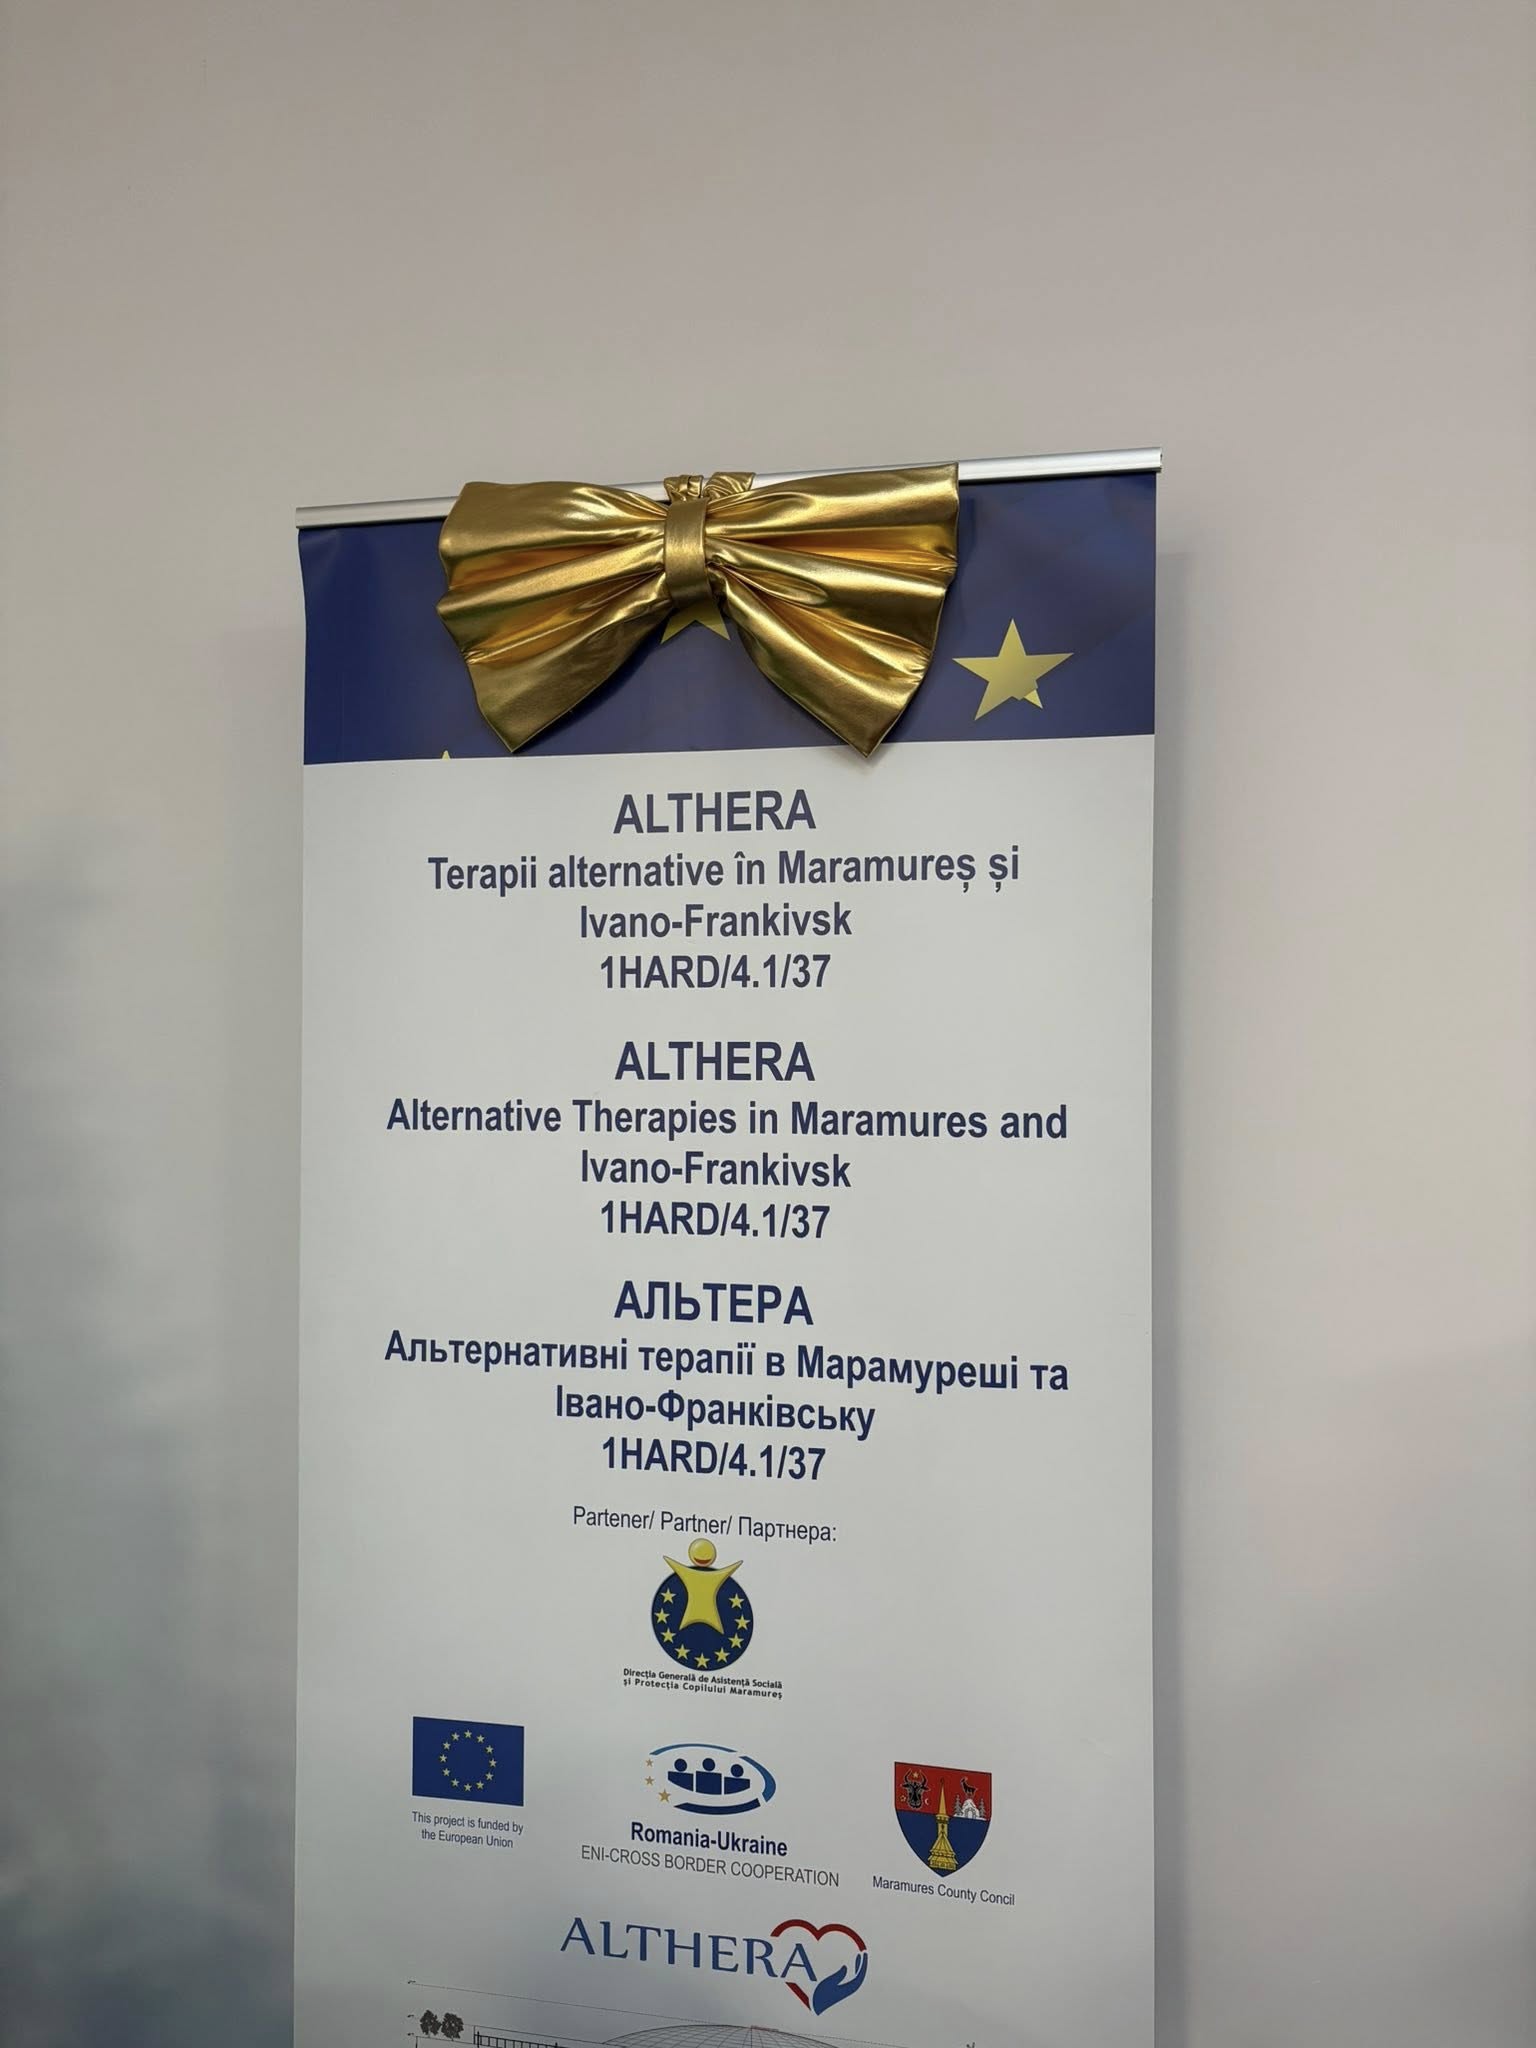 ALTHERA
Terapii alternative în Maramureș și
Ivano-Frankivsk
1HARD/4.1/37
ALTHERA
Alternative Therapies in Maramures and
Ivano-Frankivsk
1HARD/4.1/37
АЛЬТЕРА
Альтернативні терапії в Марамуреші та
Івано-Франківську
1HARD/4.1/37
Partener/ Partner/ Партнера:
Direcția Generală de Asistență Socială
și Protecția Copilului Maramureș
This project is funded by
the European Union
Romania-Ukraine
ENI-CROSS BORDER COOPERATION
Maramures County Concil
ALTHERA